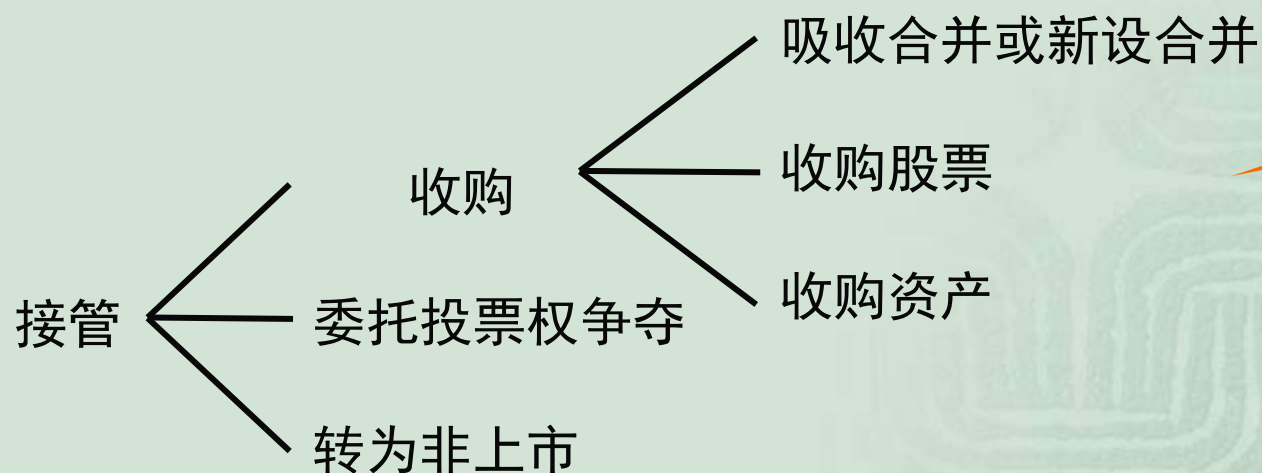 吸收合并或新设合并
收购股票
收购
收购资产
接管
委托投票权争夺
转为非上市